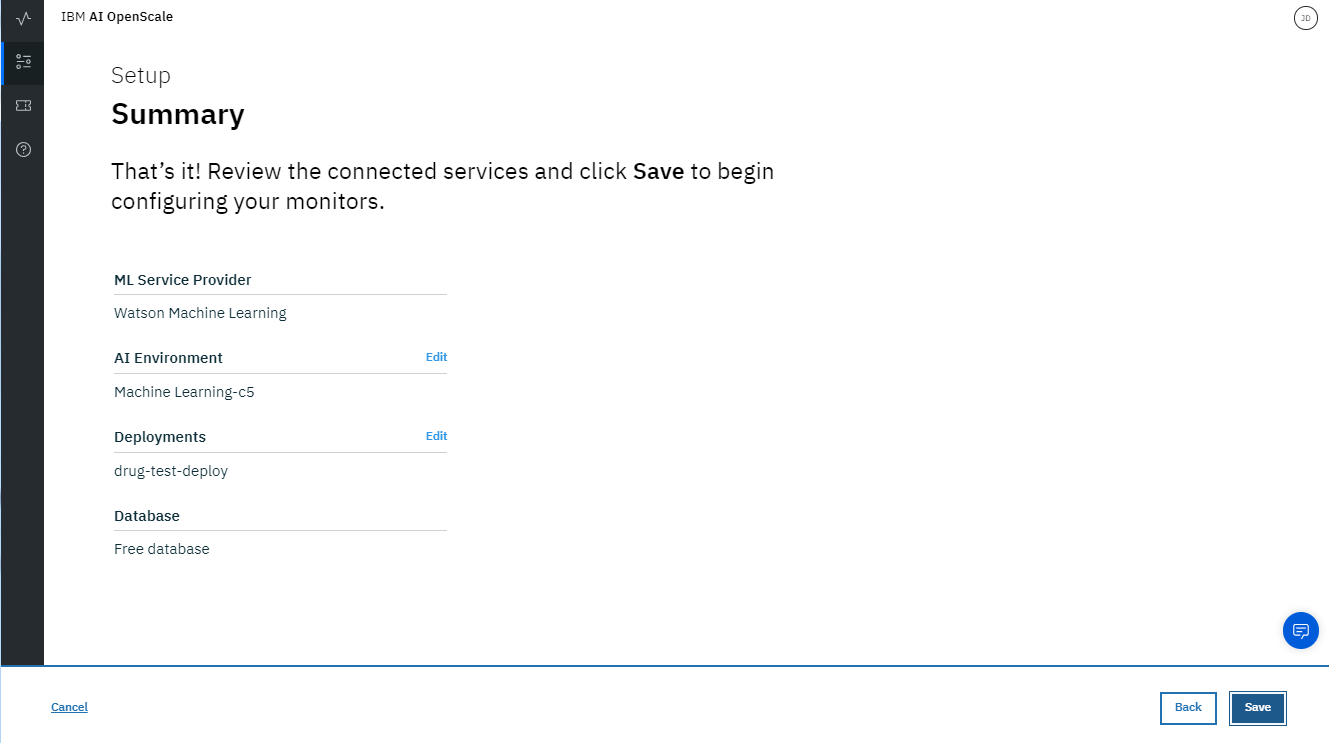 IBM AI OpenScale
JD
Setup
Summary
That’s it! Review the connected services and click Save to begin
configuring your monitors.
ML Service Provider
Watson Machine Learning
AI Environment Edit
Machine Learning-c5
Deployments Edit
drug-test-deploy
Database
Free database
Cancel Back Save